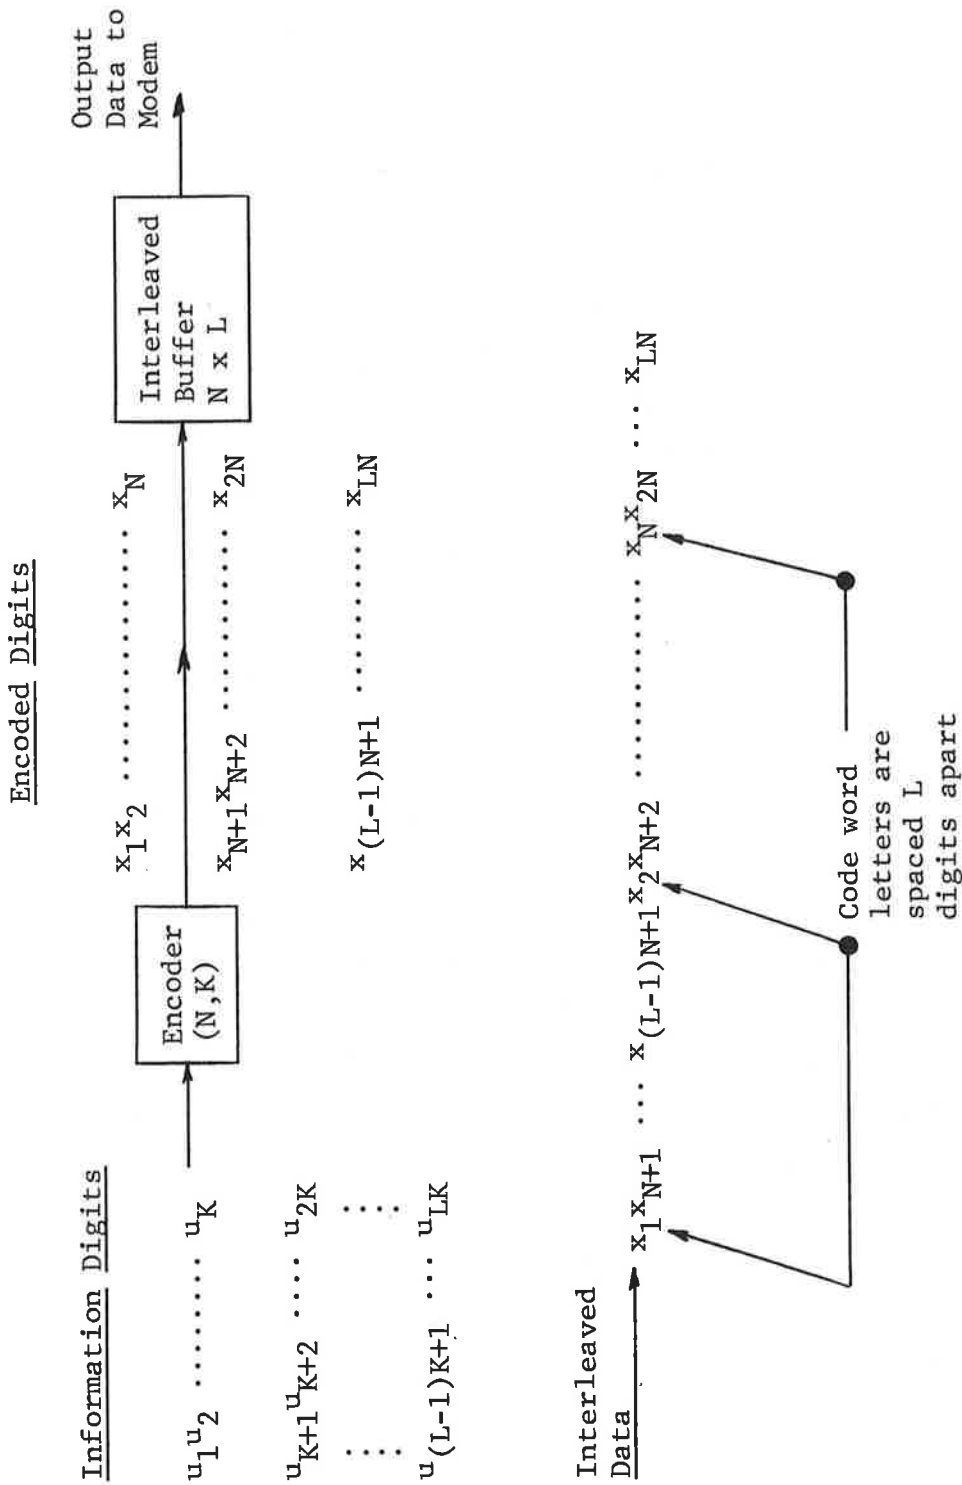 Encoded Digits
Information Digits
u1u2 ......... uK
uK+1uK+2 .... u2K
.... ....
u(L-1)K+1 ... uLK
Encoder
(N,K)
x1x2 ............. xN
xN+1xN+2 .......... x2N
x(L-1)N+1 ......... xLN
Interleaved
Buffer
N x L
Output
Data to
Modem
Interleaved
Data
x1xN+1 ... x(L-1)N+1x2xN+2 ............. xNx2N ... xLN
Code word
letters are
spaced L
digits apart